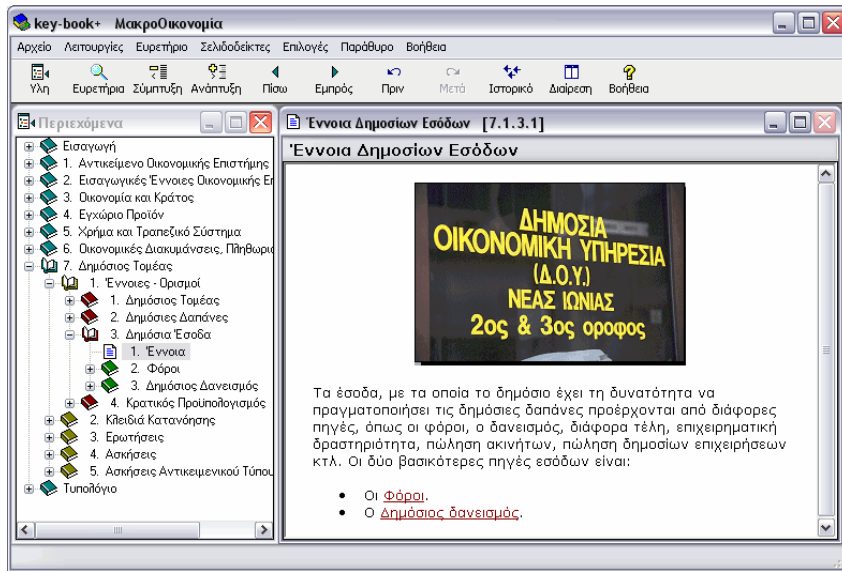 key-book+ ΜακροΟικονομία
Αρχείο Λειτουργίες Ευρετήριο Σελιδοδείκτες Επιλογές Παράθυρο Βοήθεια
Ύλη Ευρετήρια Σύμπτυξη Ανάπτυξη Πίσω Εμπρός Πριν Μετά Ιστορικό Διαίρεση Βοήθεια
Περιεχόμενα
Εισαγωγή
1. Αντικείμενο Οικονομικής Επιστήμης
2. Εισαγωγικές Έννοιες Οικονομικής Επ
3. Οικονομία και Κράτος
4. Εγχώριο Προϊόν
5. Χρήμα και Τραπεζικό Σύστημα
6. Οικονομικές Διακυμάνσεις, Πληθωρισ
7. Δημόσιος Τομέας
1. Έννοιες - Ορισμοί
1. Δημόσιος Τομέας
2. Δημόσιες Δαπάνες
3. Δημόσια Έσοδα
1. Έννοια
2. Φόροι
3. Δημόσιος Δανεισμός
4. Κρατικός Προϋπολογισμός
2. Κλειδιά Κατανόησης
3. Ερωτήσεις
4. Ασκήσεις
5. Ασκήσεις Αντικειμενικού Τύπου
Τυπολόγιο
Έννοια Δημοσίων Εσόδων [7.1.3.1]
Έννοια Δημοσίων Εσόδων
ΔΗΜΟΣΙΑ
ΟΙΚΟΝΟΜΙΚΗ ΥΠΗΡΕΣΙΑ
(Δ.Ο.Υ.)
ΝΕΑΣ ΙΩΝΙΑΣ
2ος & 3ος οροφος
Τα έσοδα, με τα οποία το δημόσιο έχει τη δυνατότητα να
πραγματοποιήσει τις δημόσιες δαπάνες προέρχονται από διάφορες
πηγές, όπως οι φόροι, ο δανεισμός, διάφορα τέλη, επιχειρηματική
δραστηριότητα, πώληση ακινήτων, πώληση δημοσίων επιχειρήσεων
κτλ. Οι δύο βασικότερες πηγές εσόδων είναι:
• Οι Φόροι.
• Ο Δημόσιος δανεισμός.